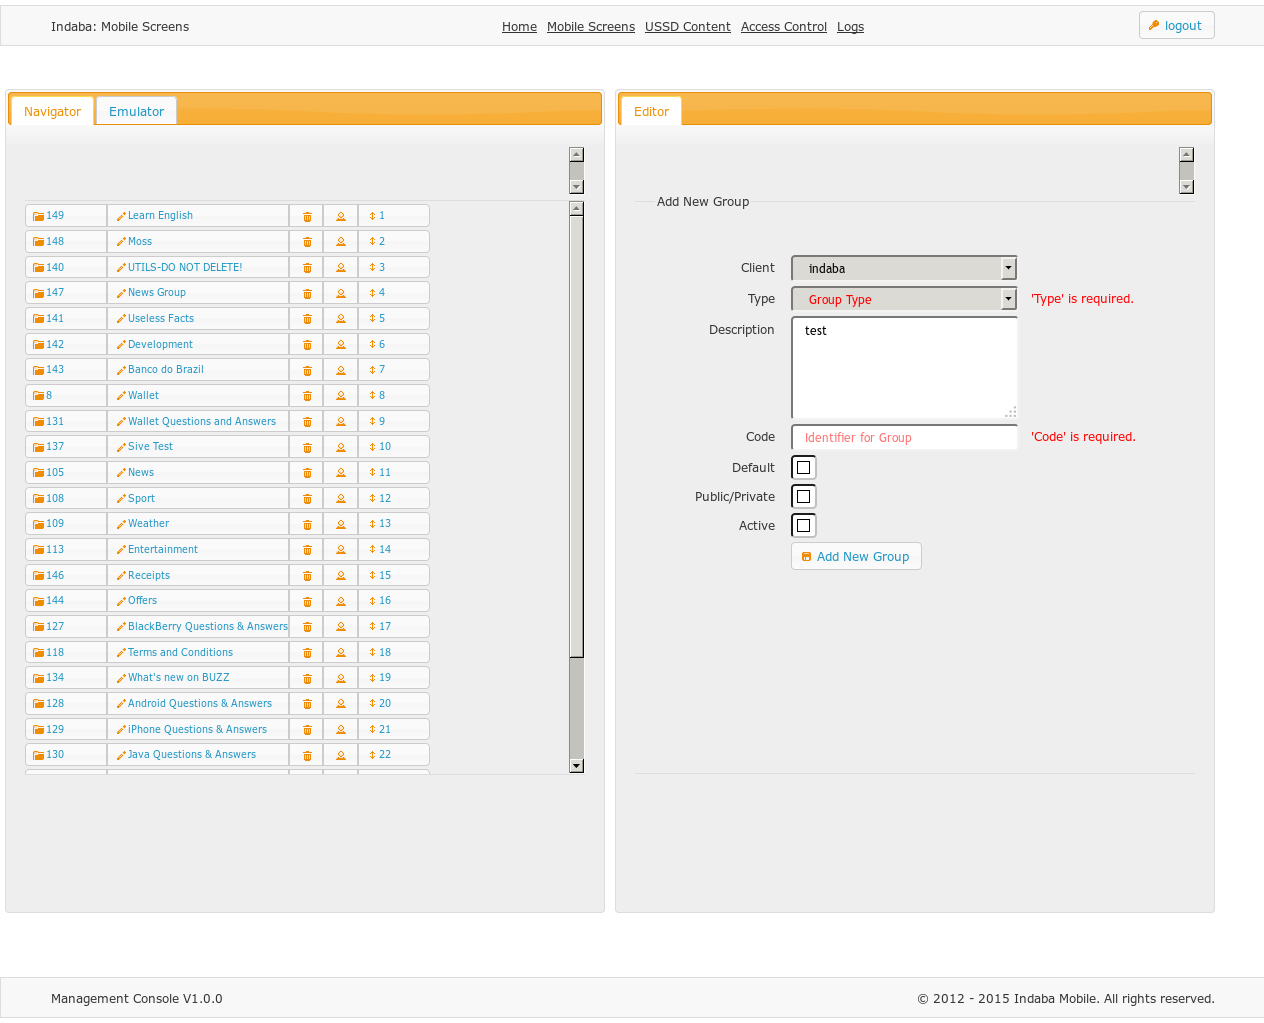 Indaba: Mobile Screens
Home Mobile Screens USSD Content Access Control Logs
logout
Navigator Emulator
149 Learn English 1
148 Moss 2
140 UTILS-DO NOT DELETE! 3
147 News Group 4
141 Useless Facts 5
142 Development 6
143 Banco do Brazil 7
8 Wallet 8
131 Wallet Questions and Answers 9
137 Sive Test 10
105 News 11
108 Sport 12
109 Weather 13
113 Entertainment 14
146 Receipts 15
144 Offers 16
127 BlackBerry Questions & Answers 17
118 Terms and Conditions 18
134 What's new on BUZZ 19
128 Android Questions & Answers 20
129 iPhone Questions & Answers 21
130 Java Questions & Answers 22
Editor
Add New Group
Client indaba
Type Group Type 'Type' is required.
Description test
Code Identifier for Group 'Code' is required.
Default
Public/Private
Active
Add New Group
Management Console V1.0.0
© 2012 - 2015 Indaba Mobile. All rights reserved.